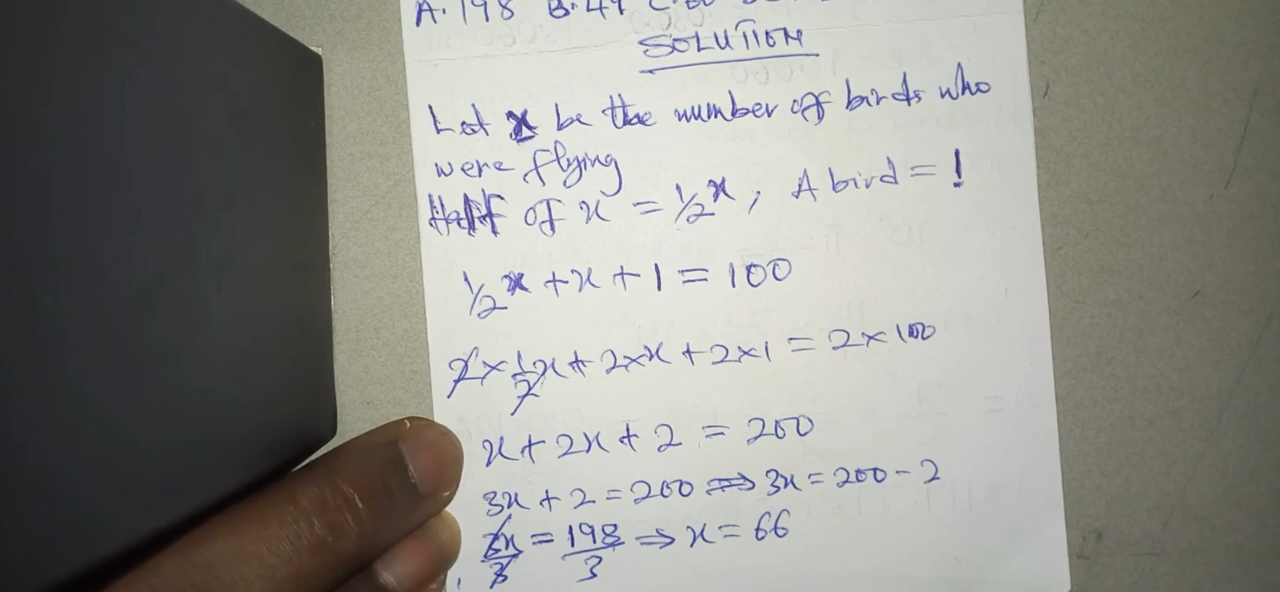 A. 198 B. 49
SOLUTION
Let x be the number of birds who
were flying
Half of x = 1/2x, A bird = 1
1/2x + x + 1 = 100
2 × 1/2x + 2×x + 2×1 = 2×100
x + 2x + 2 = 200
3x + 2 = 200 ⇒ 3x = 200 - 2
3x/3 = 198/3 ⇒ x = 66